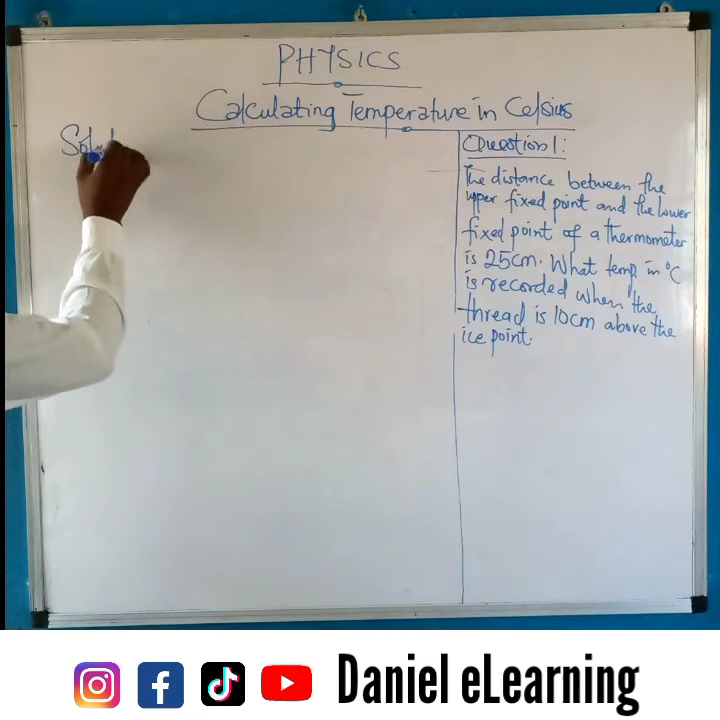 PHYSICS
Calculating Temperature in Celsius
Solut
Question 1:
The distance between the
upper fixed point and the lower
fixed point of a thermometer
is 25cm. What temp. in °C
is recorded when the
thread is 10cm above the
ice point.
Daniel eLearning